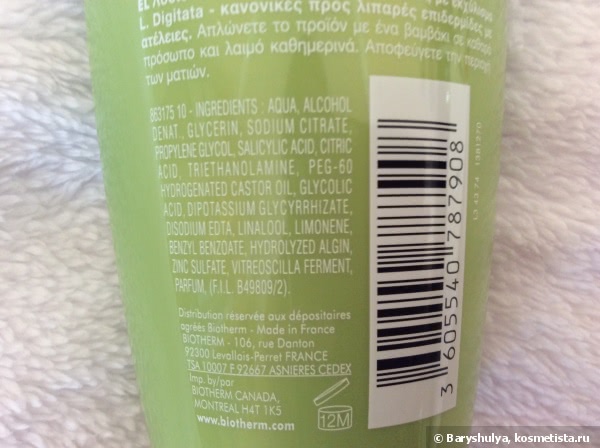 L. Digitata - κανονικές προς λιπαρές επιδερμίδες με
ατέλειες. Απλώνετε το προϊόν με ένα βαμβάκι σε καθαρό
πρόσωπο και λαιμό καθημερινά. Αποφεύγετε την περιοχή
των ματιών.
863175 10 - INGREDIENTS : AQUA, ALCOHOL
DENAT., GLYCERIN, SODIUM CITRATE,
PROPYLENE GLYCOL, SALICYLIC ACID, CITRIC
ACID, TRIETHANOLAMINE, PEG-60
HYDROGENATED CASTOR OIL, GLYCOLIC
ACID, DIPOTASSIUM GLYCYRRHIZATE,
DISODIUM EDTA, LINALOOL, LIMONENE,
BENZYL BENZOATE, HYDROLYZED ALGIN,
ZINC SULFATE, VITREOSCILLA FERMENT,
PARFUM, (F.I.L. B49809/2).
Distribution réservée aux dépositaires
agréés Biotherm - Made in France
BIOTHERM - 106, rue Danton
92300 Levallois-Perret FRANCE
TSA 10007 F 92667 ASNIERES CEDEX
Imp. by/par
BIOTHERM CANADA,
MONTREAL H4T 1K5
www.biotherm.com
12M
3 605540 787908
© Baryshulya, kosmetista.ru